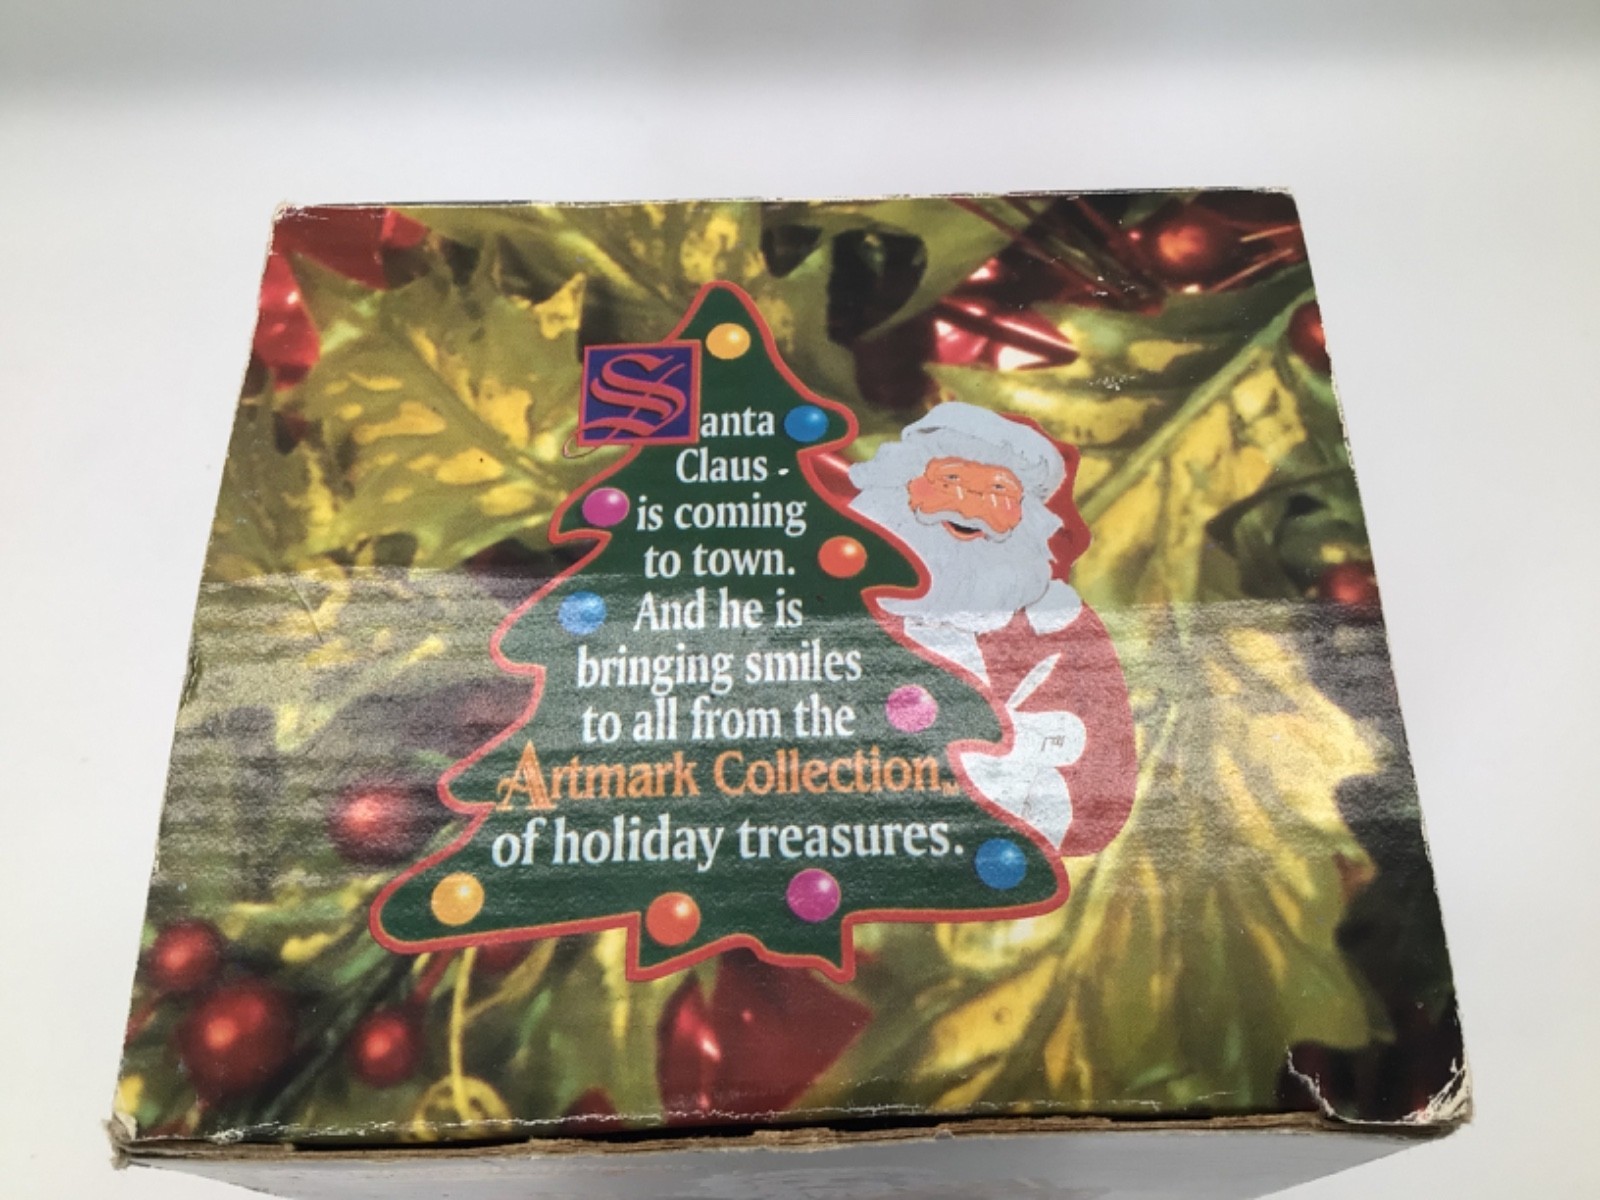 Santa
Claus -
is coming
to town.
And he is
bringing smiles
to all from the
Artmark Collection™
of holiday treasures.